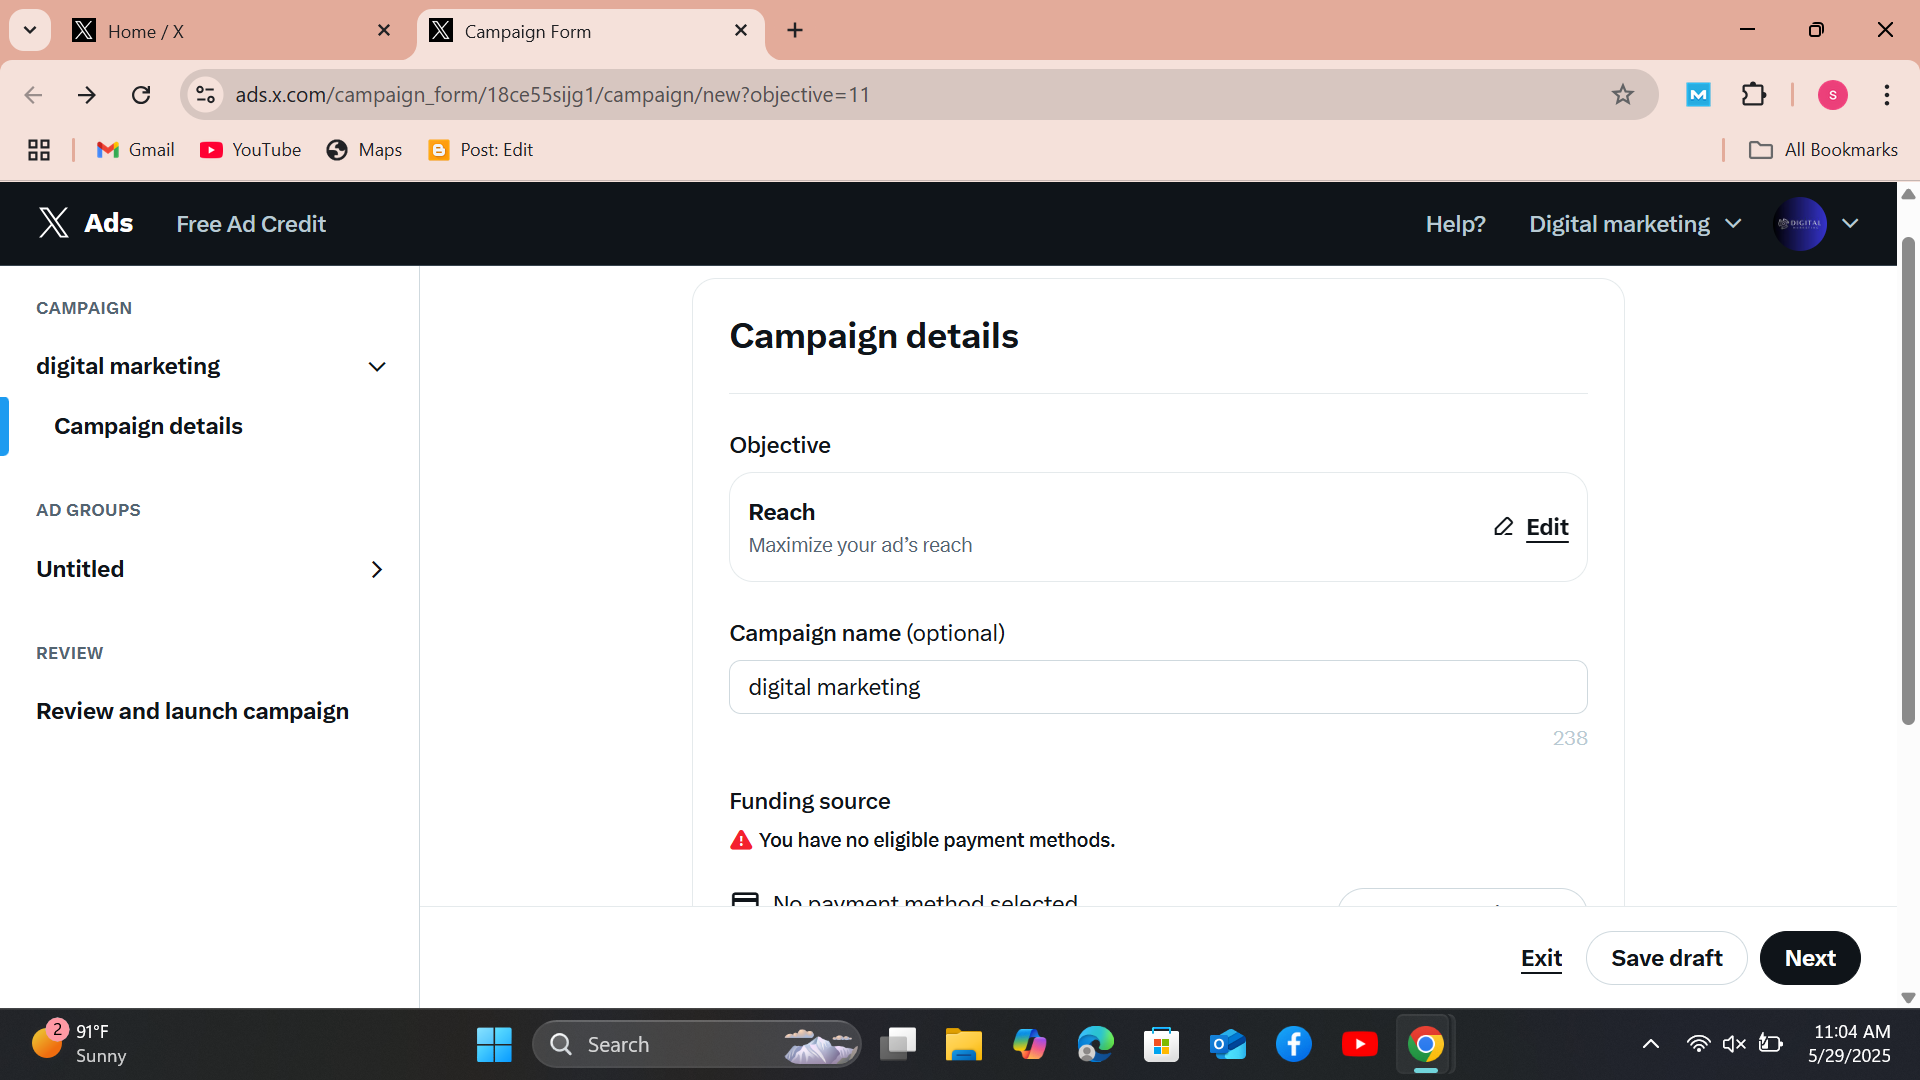 Home / X
Campaign Form
ads.x.com/campaign_form/18ce55sijg1/campaign/new?objective=11
S
Gmail
YouTube
Maps
Post: Edit
All Bookmarks
Ads
Free Ad Credit
Help?
Digital marketing
DIGITAL
CAMPAIGN
digital marketing
Campaign details
AD GROUPS
Untitled
REVIEW
Review and launch campaign
Campaign details
Objective
Reach
Maximize your ad’s reach
Edit
Campaign name (optional)
digital marketing
238
Funding source
You have no eligible payment methods.
No payment method selected
Exit
Save draft
Next
2
91°F
Sunny
Search
11:04 AM
5/29/2025